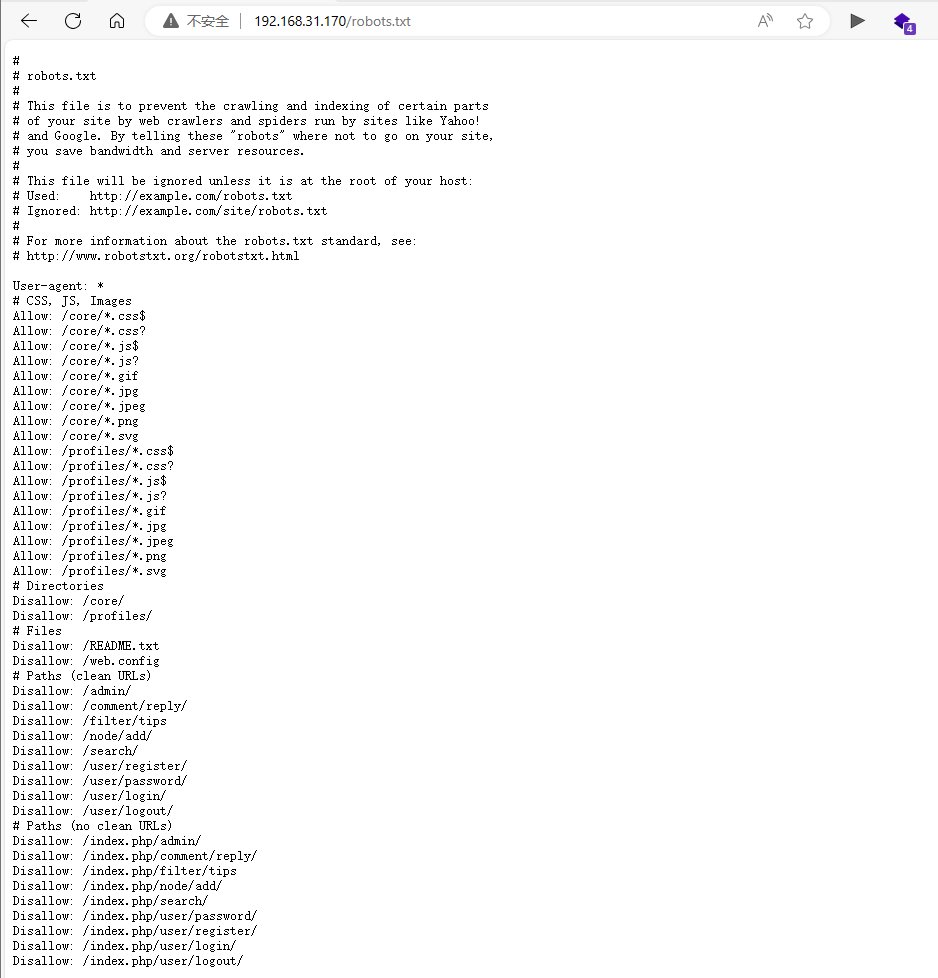 不安全 192.168.31.170/robots.txt
4
#
# robots.txt
#
# This file is to prevent the crawling and indexing of certain parts
# of your site by web crawlers and spiders run by sites like Yahoo!
# and Google. By telling these "robots" where not to go on your site,
# you save bandwidth and server resources.
#
# This file will be ignored unless it is at the root of your host:
# Used:    http://example.com/robots.txt
# Ignored: http://example.com/site/robots.txt
#
# For more information about the robots.txt standard, see:
# http://www.robotstxt.org/robotstxt.html

User-agent: *
# CSS, JS, Images
Allow: /core/*.css$
Allow: /core/*.css?
Allow: /core/*.js$
Allow: /core/*.js?
Allow: /core/*.gif
Allow: /core/*.jpg
Allow: /core/*.jpeg
Allow: /core/*.png
Allow: /core/*.svg
Allow: /profiles/*.css$
Allow: /profiles/*.css?
Allow: /profiles/*.js$
Allow: /profiles/*.js?
Allow: /profiles/*.gif
Allow: /profiles/*.jpg
Allow: /profiles/*.jpeg
Allow: /profiles/*.png
Allow: /profiles/*.svg
# Directories
Disallow: /core/
Disallow: /profiles/
# Files
Disallow: /README.txt
Disallow: /web.config
# Paths (clean URLs)
Disallow: /admin/
Disallow: /comment/reply/
Disallow: /filter/tips
Disallow: /node/add/
Disallow: /search/
Disallow: /user/register/
Disallow: /user/password/
Disallow: /user/login/
Disallow: /user/logout/
# Paths (no clean URLs)
Disallow: /index.php/admin/
Disallow: /index.php/comment/reply/
Disallow: /index.php/filter/tips
Disallow: /index.php/node/add/
Disallow: /index.php/search/
Disallow: /index.php/user/password/
Disallow: /index.php/user/register/
Disallow: /index.php/user/login/
Disallow: /index.php/user/logout/